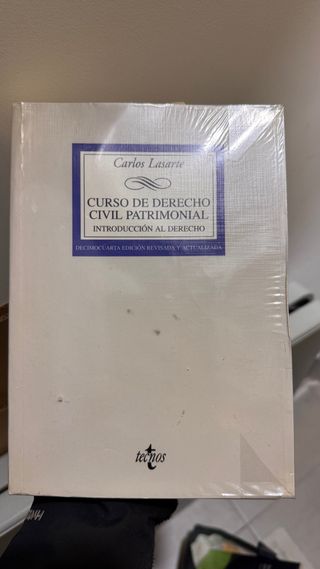 Carlos Lasarte
CURSO DE DERECHO
CIVIL PATRIMONIAL
INTRODUCCIÓN AL DERECHO
DECIMOCUARTA EDICIÓN REVISADA Y ACTUALIZADA
tecnos